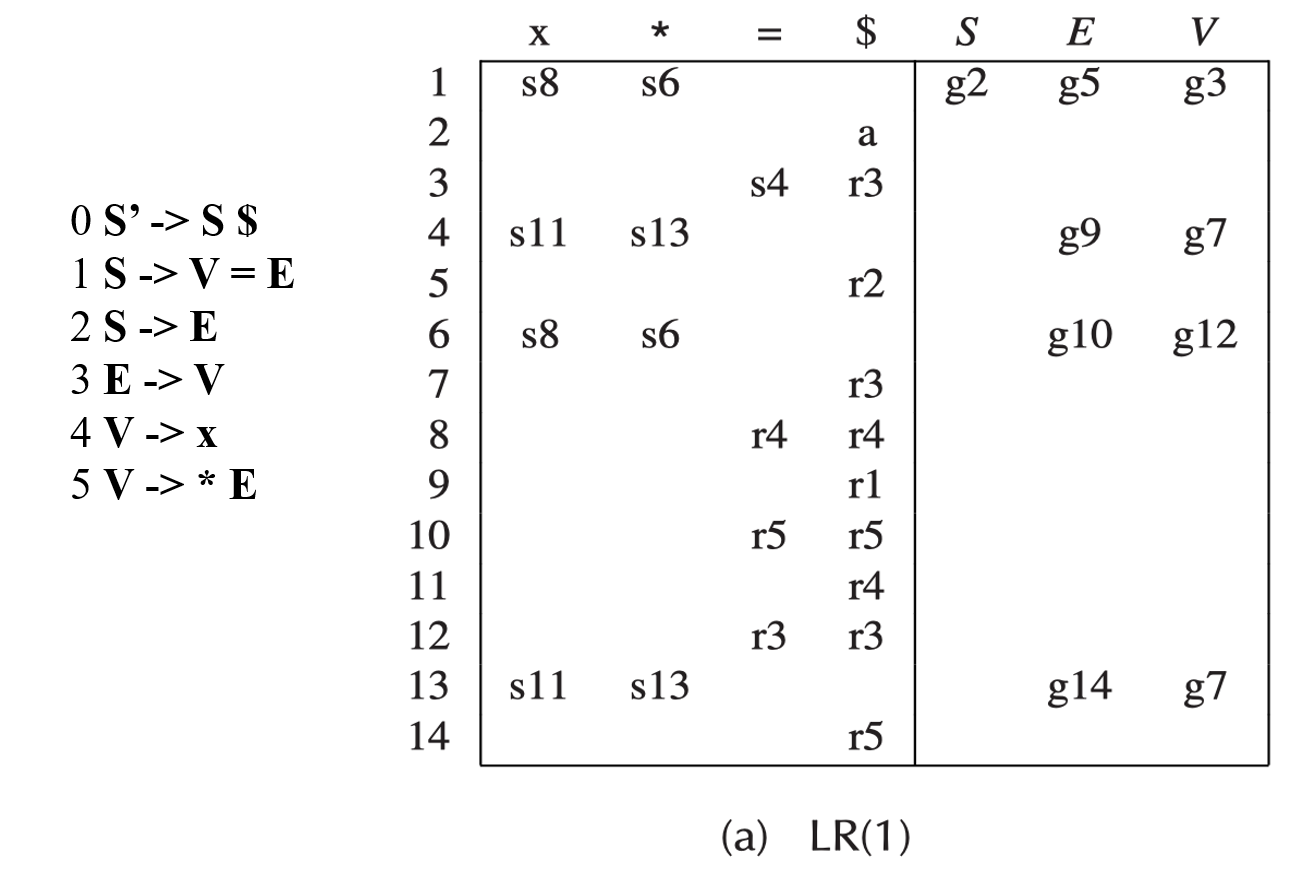 0 S’ -> S $
1 S -> V = E
2 S -> E
3 E -> V
4 V -> x
5 V -> * E
x * = $ S E V
1 s8 s6 g2 g5 g3
2 a
3 s4 r3
4 s11 s13 g9 g7
5 r2
6 s8 s6 g10 g12
7 r3
8 r4 r4
9 r1
10 r5 r5
11 r4
12 r3 r3
13 s11 s13 g14 g7
14 r5
(a) LR(1)